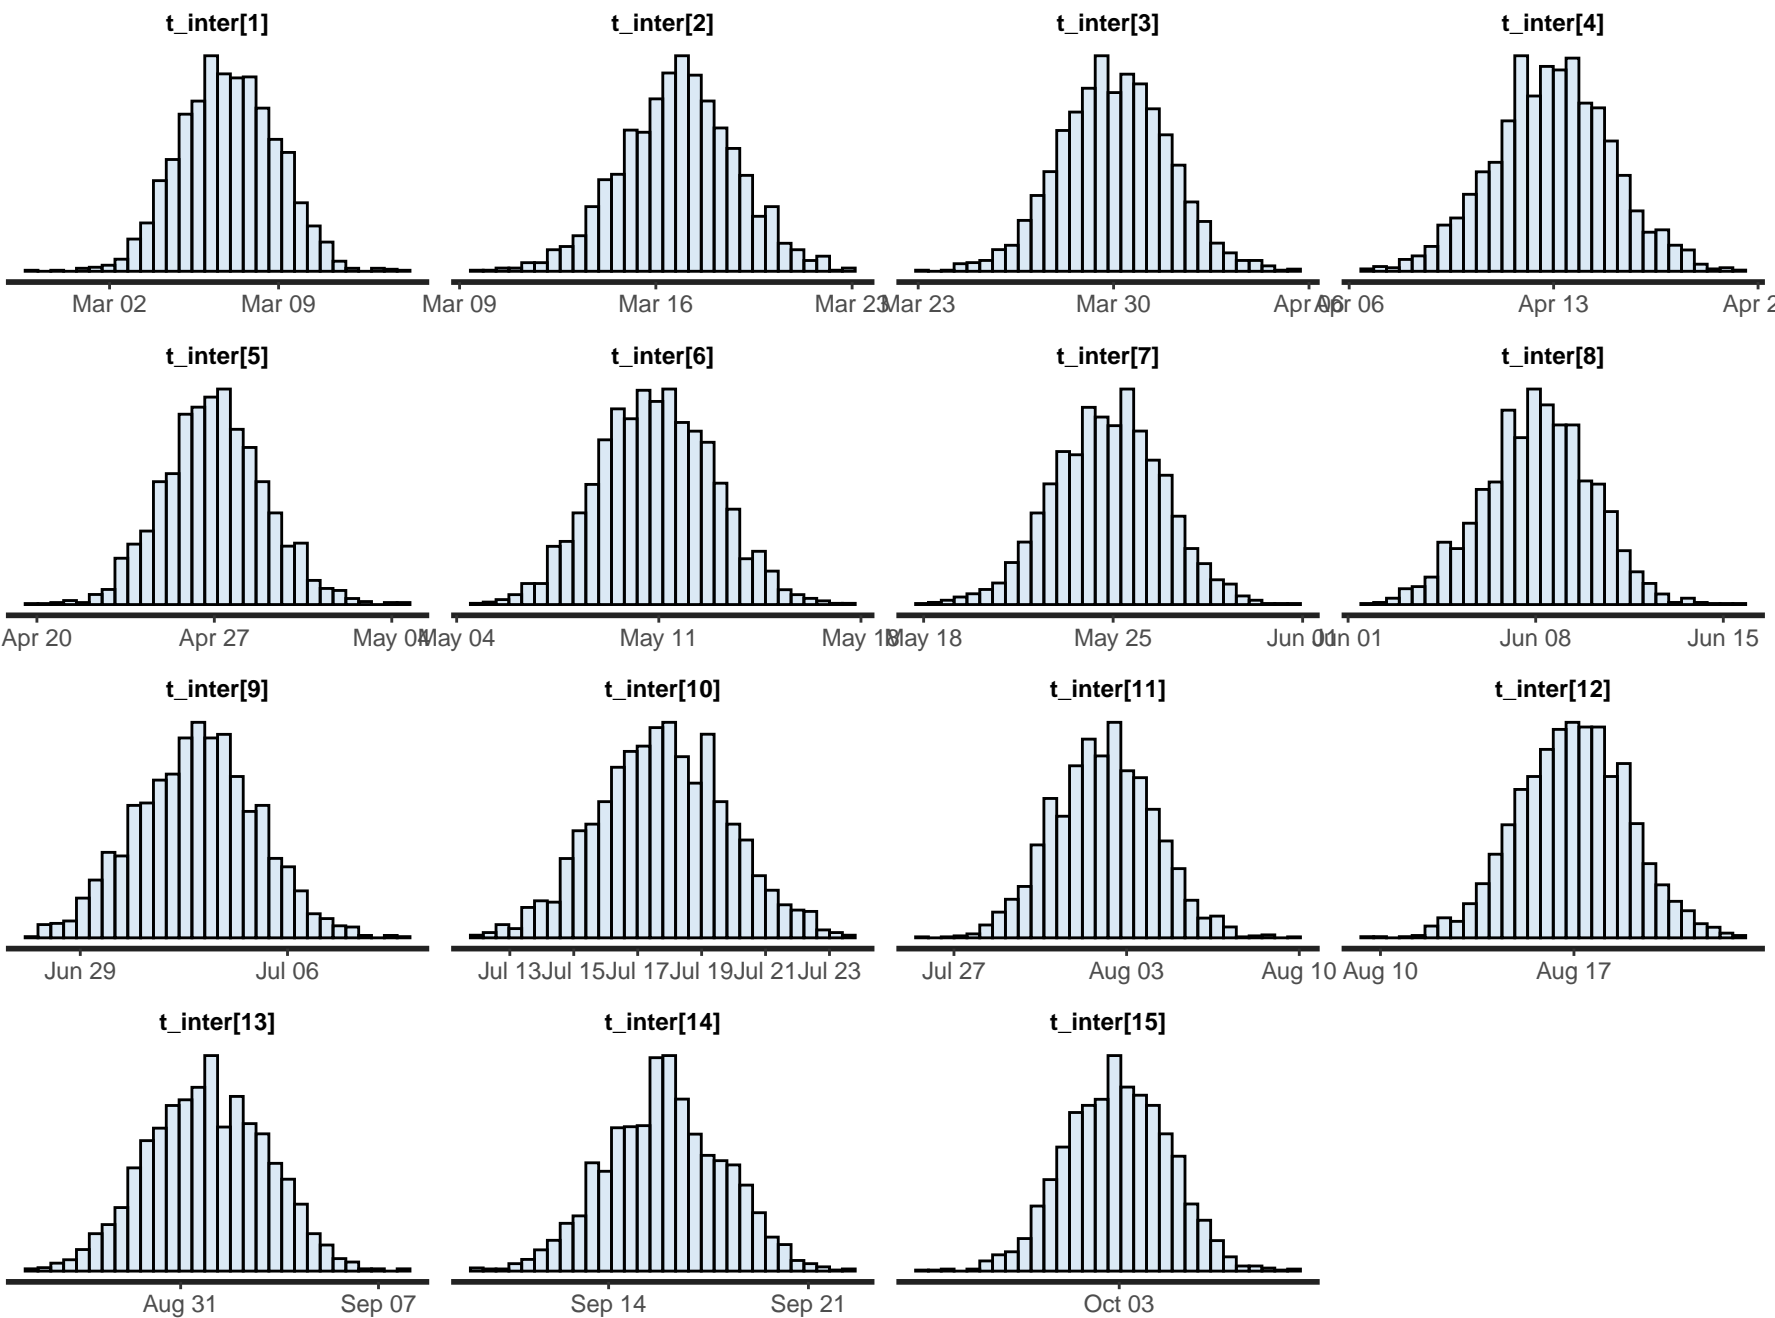 t_inter[1] t_inter[2] t_inter[3] t_inter[4]
Mar 02 Mar 09 Mar 09 Mar 16 Mar 23 Mar 23 Mar 30 Apr 06 Apr 06 Apr 13 Apr 2
t_inter[5] t_inter[6] t_inter[7] t_inter[8]
Apr 20 Apr 27 May 04 May 04 May 11 May 18 May 18 May 25 Jun 01 Jun 01 Jun 08 Jun 15
t_inter[9] t_inter[10] t_inter[11] t_inter[12]
Jun 29 Jul 06 Jul 13 Jul 15 Jul 17 Jul 19 Jul 21 Jul 23 Jul 27 Aug 03 Aug 10 Aug 10 Aug 17
t_inter[13] t_inter[14] t_inter[15]
Aug 31 Sep 07 Sep 14 Sep 21 Oct 03